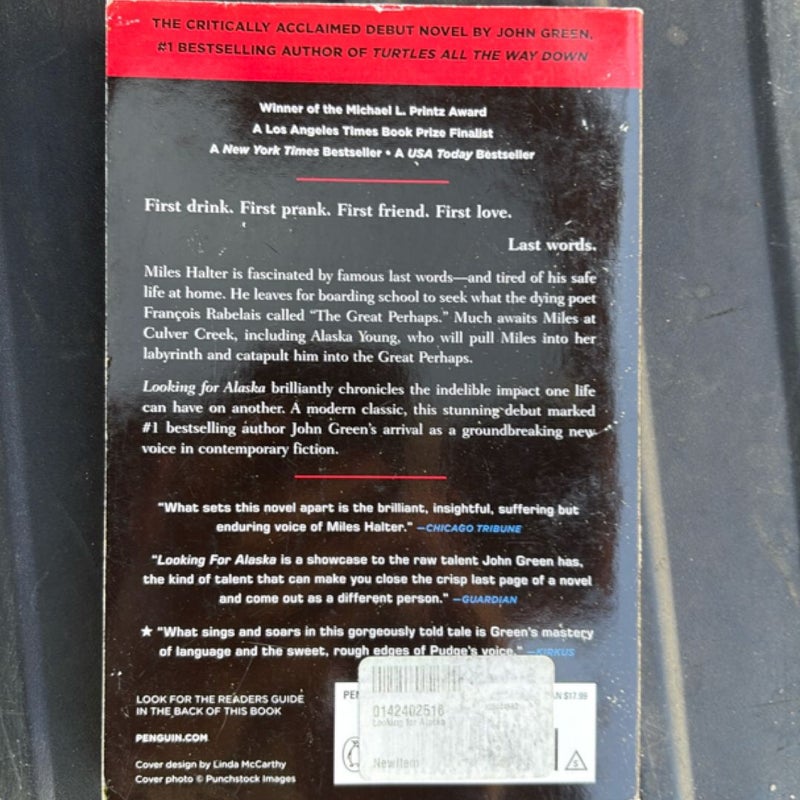 THE CRITICALLY ACCLAIMED DEBUT NOVEL BY JOHN GREEN,
#1 BESTSELLING AUTHOR OF TURTLES ALL THE WAY DOWN
Winner of the Michael L. Printz Award
A Los Angeles Times Book Prize Finalist
A New York Times Bestseller • A USA Today Bestseller
First drink. First prank. First friend. First love.
Last words.
Miles Halter is fascinated by famous last words—and tired of his safe
life at home. He leaves for boarding school to seek what the dying poet
François Rabelais called "The Great Perhaps." Much awaits Miles at
Culver Creek, including Alaska Young, who will pull Miles into her
labyrinth and catapult him into the Great Perhaps.
Looking for Alaska brilliantly chronicles the indelible impact one life
can have on another. A modern classic, this stunning debut marked
#1 bestselling author John Green's arrival as a groundbreaking new
voice in contemporary fiction.
"What sets this novel apart is the brilliant, insightful, suffering but
enduring voice of Miles Halter." —CHICAGO TRIBUNE
"Looking For Alaska is a showcase to the raw talent John Green has,
the kind of talent that can make you close the crisp last page of a novel
and come out as a different person." —GUARDIAN
★ "What sings and soars in this gorgeously told tale is Green's mastery
of language and the sweet, rough edges of Pudge's voice." —KIRKUS
LOOK FOR THE READERS GUIDE
IN THE BACK OF THIS BOOK
PENGUIN.COM
Cover design by Linda McCarthy
Cover photo © Punchstock Images
PEN
AN $17.99
0142402516
Looking for Alaska
NewItem
S